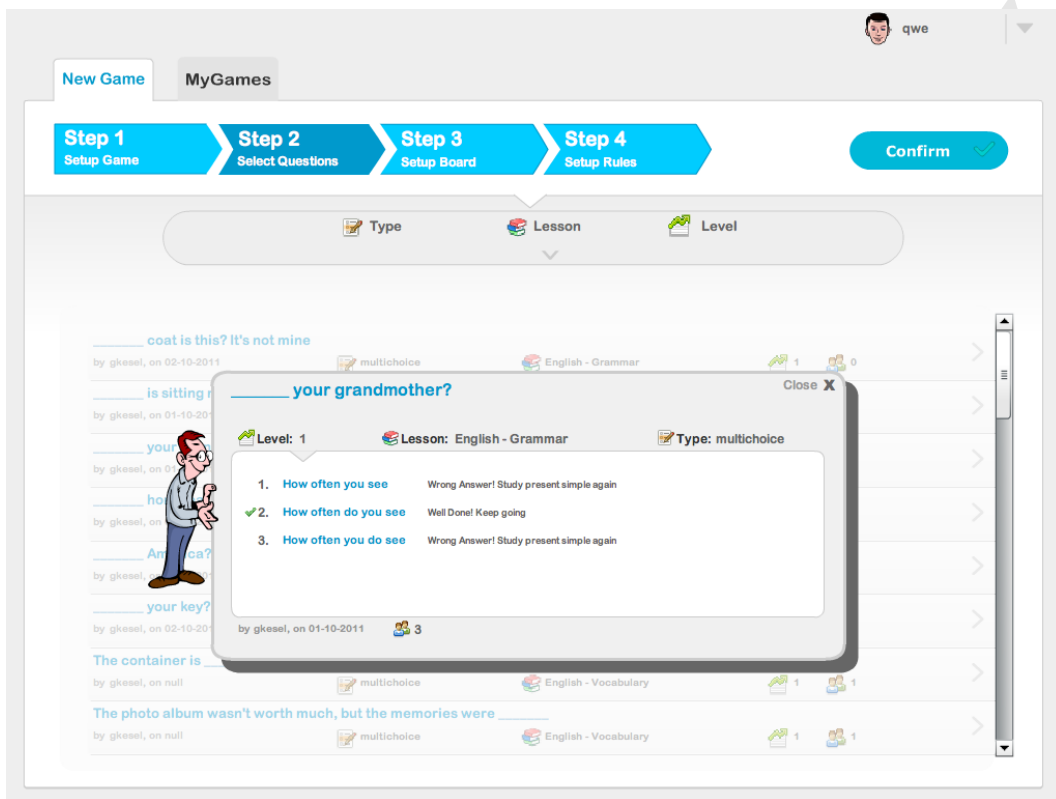 qwe
New Game MyGames
Step 1 Step 2 Step 3 Step 4
Setup Game Select Questions Setup Board Setup Rules
Confirm
Type Lesson Level
_______ coat is this? It's not mine
by gkesel, on 02-10-2011 multichoice English - Grammar 1 0
_______ is sitting
by gkesel, on 01-10-20
_______ your grandmother?
Close X
Level: 1 Lesson: English - Grammar Type: multichoice
1. How often you see Wrong Answer! Study present simple again
2. How often do you see Well Done! Keep going
3. How often you do see Wrong Answer! Study present simple again
by gkesel, on 01-10-2011 3
_______ your
by gkesel, on
_______ ho
by gkesel, on
_______ Am ca?
by gkesel,
_______ your key?
by gkesel, on 02-10-20
The container is
by gkesel, on null multichoice English - Vocabulary 1 1
The photo album wasn't worth much, but the memories were _______
by gkesel, on null multichoice English - Vocabulary 1 1